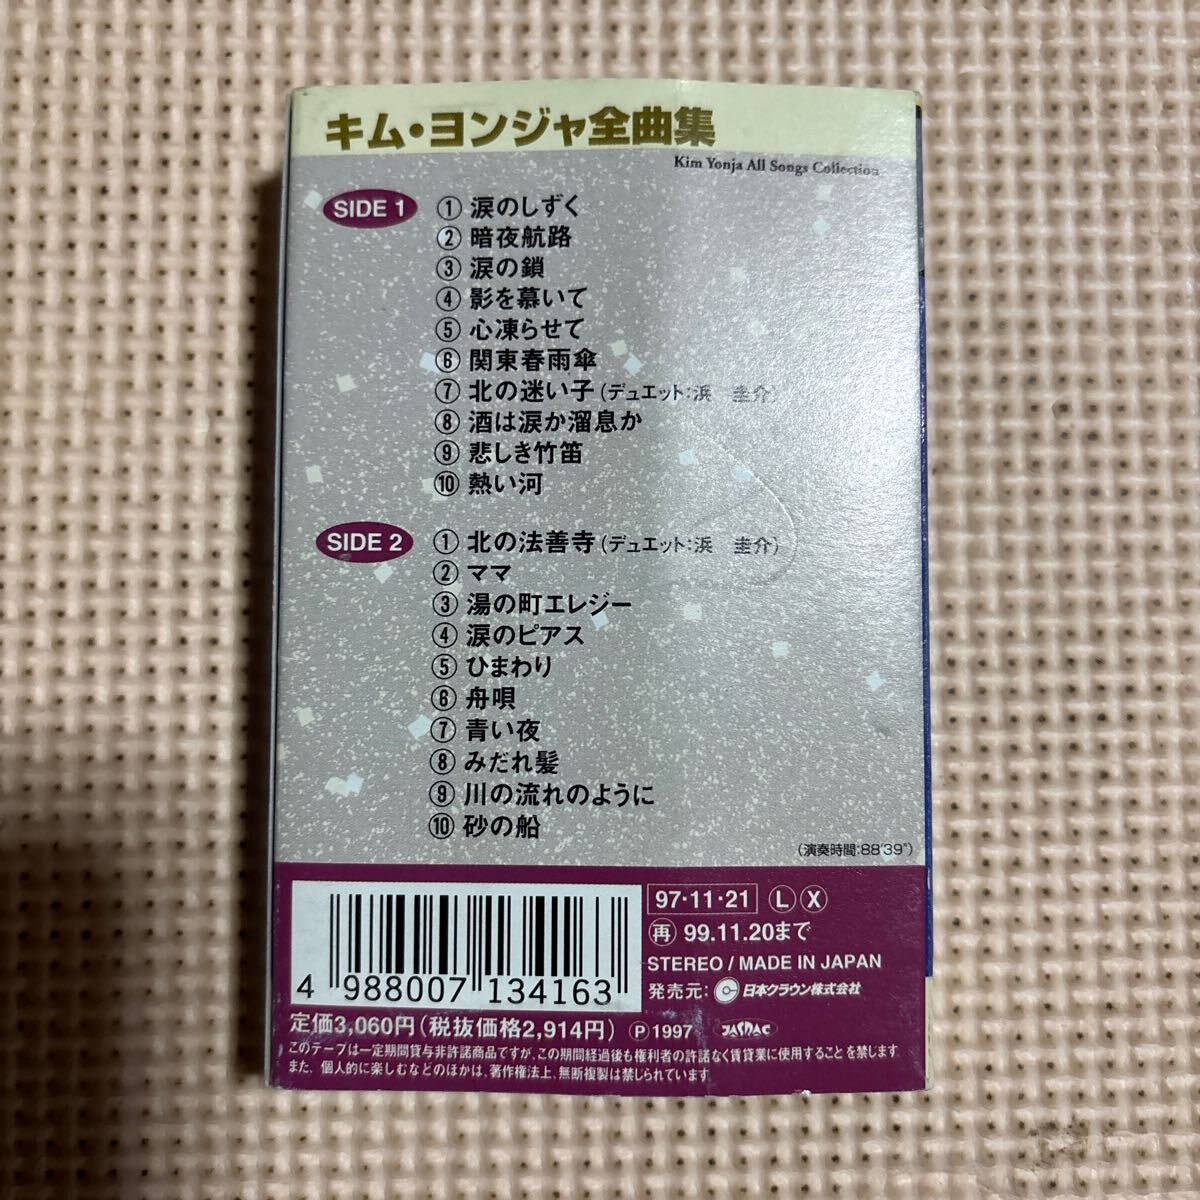 キム・ヨンジャ全曲集
Kim Yonja All Songs Collection
SIDE 1
① 涙のしずく
② 暗夜航路
③ 涙の鎖
④ 影を慕いて
⑤ 心凍らせて
⑥ 関東春雨傘
⑦ 北の迷い子(デュエット:浜　圭介)
⑧ 酒は涙か溜息か
⑨ 悲しき竹笛
⑩ 熱い河
SIDE 2
① 北の法善寺(デュエット:浜　圭介)
② ママ
③ 湯の町エレジー
④ 涙のピアス
⑤ ひまわり
⑥ 舟唄
⑦ 青い夜
⑧ みだれ髪
⑨ 川の流れのように
⑩ 砂の船
(演奏時間:88'39")
97・11・21 Ⓛ Ⓧ
㊢ 99.11.20まで
STEREO / MADE IN JAPAN
発売元: 日本クラウン株式会社
4 988007 134163
定価3,060円(税抜価格2,914円) Ⓟ 1997 JASRAC
このテープは一定期間貸与非許諾商品ですが、この期間経過後も権利者の許諾なく賃貸業に使用することを禁じます
また、個人的に楽しむなどのほかは、著作権法上、無断複製は禁じられています